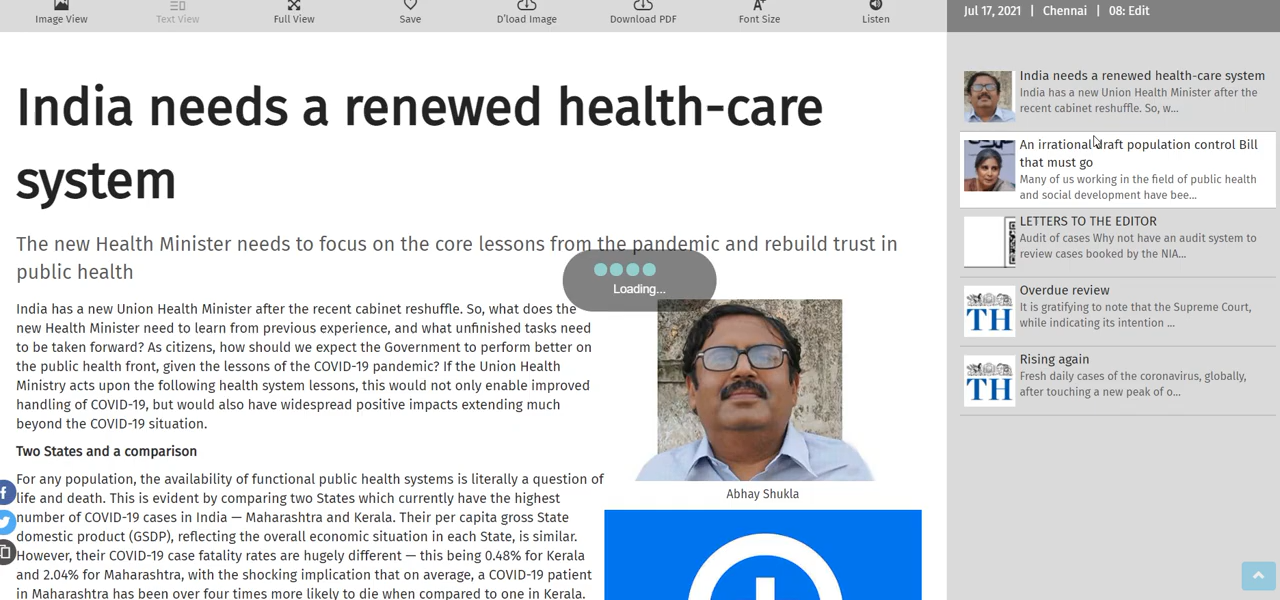 Image View
Text View
Full View
Save
D'load Image
Download PDF
Font Size
Listen
Jul 17, 2021 | Chennai | 08: Edit
India needs a renewed health-care
system
The new Health Minister needs to focus on the core lessons from the pandemic and rebuild trust in
public health
Loading...
India has a new Union Health Minister after the recent cabinet reshuffle. So, what does the
new Health Minister need to learn from previous experience, and what unfinished tasks need
to be taken forward? As citizens, how should we expect the Government to perform better on
the public health front, given the lessons of the COVID-19 pandemic? If the Union Health
Ministry acts upon the following health system lessons, this would not only enable improved
handling of COVID-19, but would also have widespread positive impacts extending much
beyond the COVID-19 situation.
Two States and a comparison
For any population, the availability of functional public health systems is literally a question of
life and death. This is evident by comparing two States which currently have the highest
number of COVID-19 cases in India — Maharashtra and Kerala. Their per capita gross State
domestic product (GSDP), reflecting the overall economic situation in each State, is similar.
However, their COVID-19 case fatality rates are hugely different — this being 0.48% for Kerala
and 2.04% for Maharashtra, with the shocking implication that on average, a COVID-19 patient
in Maharashtra has been over four times more likely to die when compared to one in Kerala.
Abhay Shukla
India needs a renewed health-care system
India has a new Union Health Minister after the
recent cabinet reshuffle. So, w...
An irrational draft population control Bill
that must go
Many of us working in the field of public health
and social development have bee...
LETTERS TO THE EDITOR
Audit of cases Why not have an audit system to
review cases booked by the NIA...
TH
Overdue review
It is gratifying to note that the Supreme Court,
while indicating its intention ...
TH
Rising again
Fresh daily cases of the coronavirus, globally,
after touching a new peak of o...